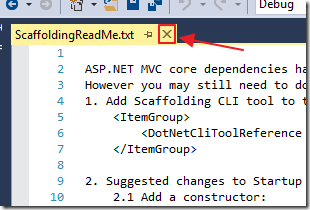 Debug
ScaffoldingReadMe.txt
1
2 ASP.NET MVC core dependencies ha
3 However you may still need to do
4 1. Add Scaffolding CLI tool to t
5 <ItemGroup>
6 <DotNetCliToolReference
7 </ItemGroup>
8
9 2. Suggested changes to Startup
10 2.1 Add a constructor: